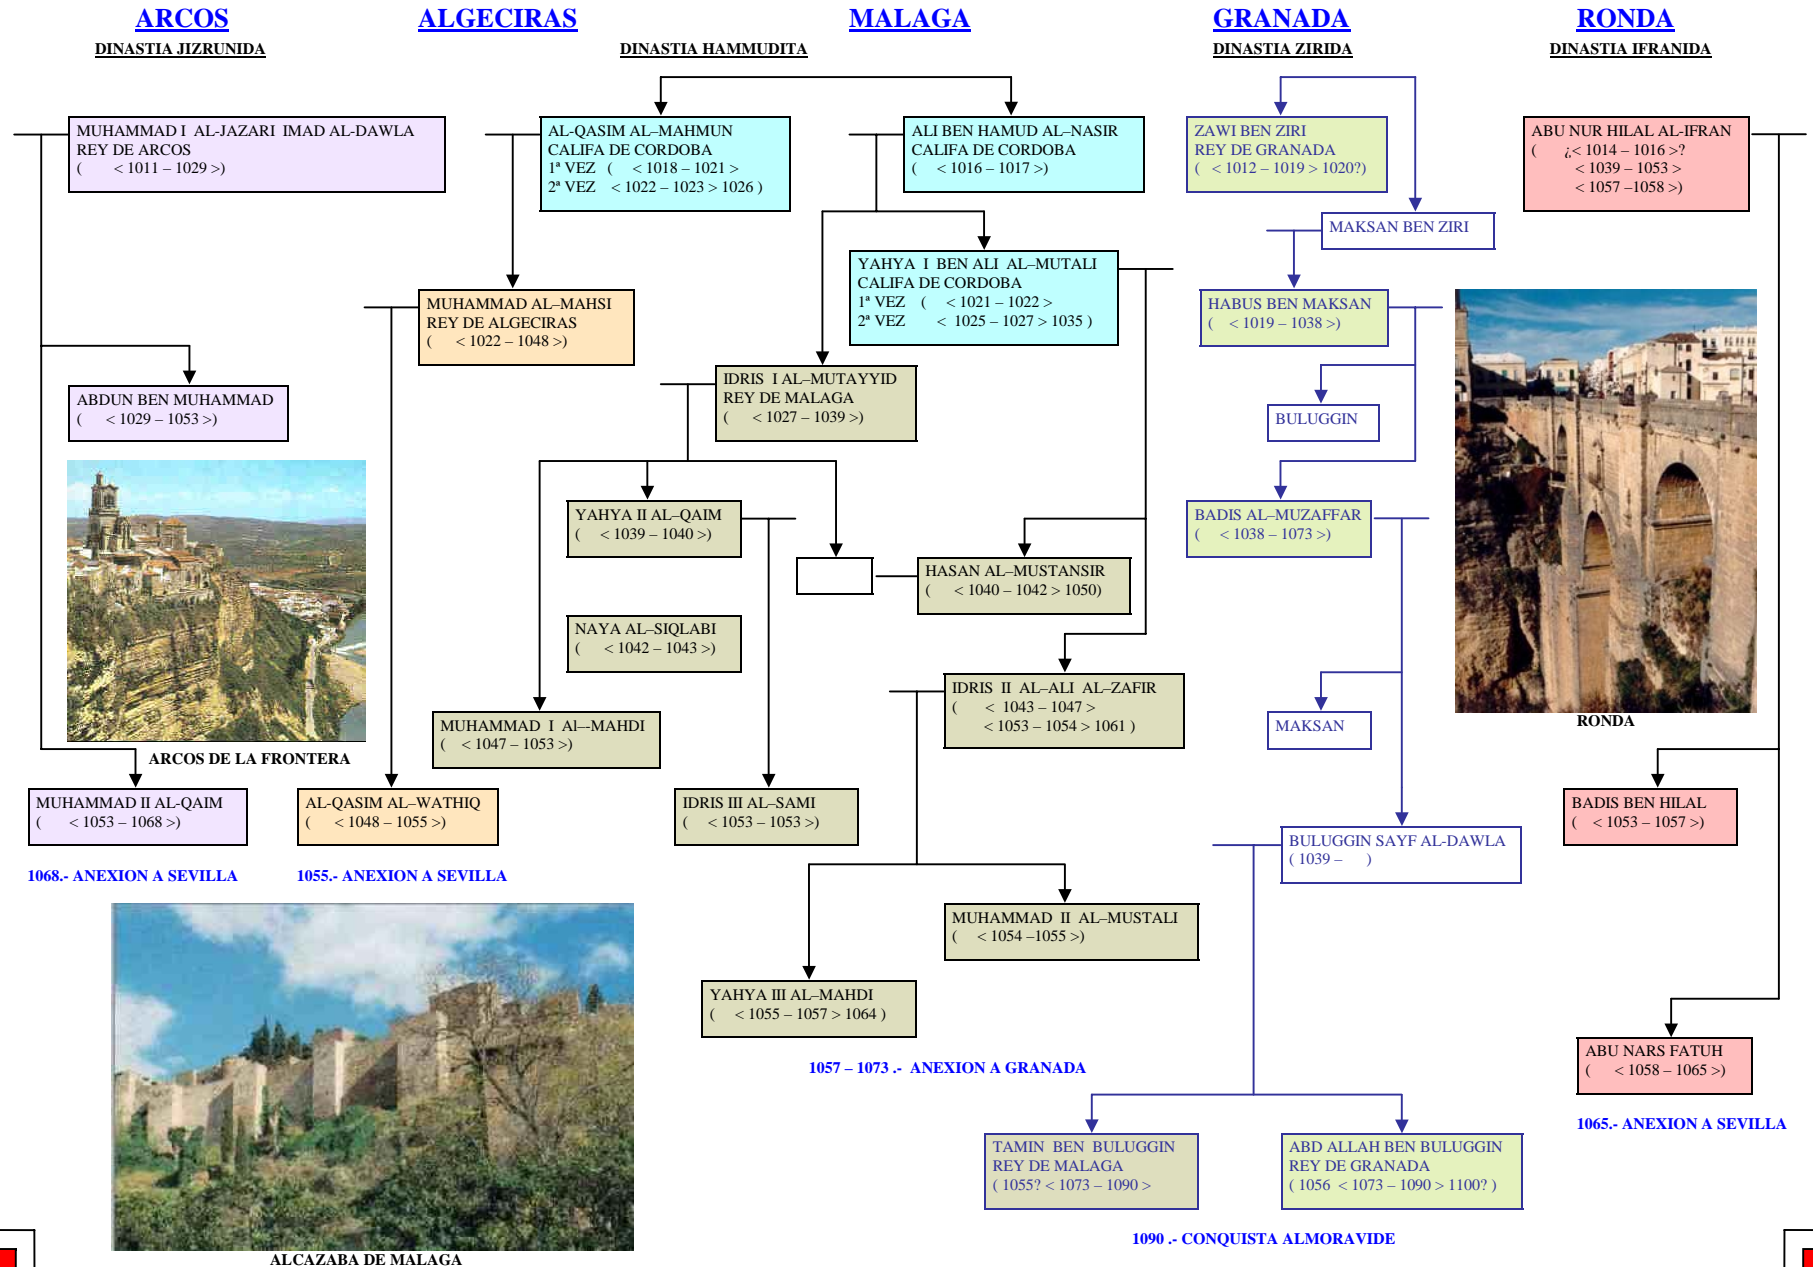 ARCOS
ALGECIRAS
MALAGA
GRANADA
RONDA
DINASTIA JIZRUNIDA
DINASTIA HAMMUDITA
DINASTIA ZIRIDA
DINASTIA IFRANIDA
MUHAMMAD I AL-JAZARI IMAD AL-DAWLA
REY DE ARCOS
( < 1011 – 1029 >)
AL-QASIM AL–MAHMUN
CALIFA DE CORDOBA
1ª VEZ ( < 1018 – 1021 >
2ª VEZ < 1022 – 1023 > 1026 )
ALI BEN HAMUD AL–NASIR
CALIFA DE CORDOBA
( < 1016 – 1017 >)
ZAWI BEN ZIRI
REY DE GRANADA
( < 1012 – 1019 > 1020?)
ABU NUR HILAL AL-IFRAN
( ¿< 1014 – 1016 >?
< 1039 – 1053 >
< 1057 –1058 >)
MAKSAN BEN ZIRI
YAHYA I BEN ALI AL–MUTALI
CALIFA DE CORDOBA
1ª VEZ ( < 1021 – 1022 >
2ª VEZ < 1025 – 1027 > 1035 )
MUHAMMAD AL–MAHSI
REY DE ALGECIRAS
( < 1022 – 1048 >)
HABUS BEN MAKSAN
( < 1019 – 1038 >)
IDRIS I AL–MUTAYYID
REY DE MALAGA
( < 1027 – 1039 >)
ABDUN BEN MUHAMMAD
( < 1029 – 1053 >)
BULUGGIN
YAHYA II AL–QAIM
( < 1039 – 1040 >)
BADIS AL–MUZAFFAR
( < 1038 – 1073 >)
HASAN AL–MUSTANSIR
( < 1040 – 1042 > 1050)
NAYA AL–SIQLABI
( < 1042 – 1043 >)
IDRIS II AL–ALI AL–ZAFIR
( < 1043 – 1047 >
< 1053 – 1054 > 1061 )
MUHAMMAD I Al–-MAHDI
( < 1047 – 1053 >)
MAKSAN
RONDA
ARCOS DE LA FRONTERA
MUHAMMAD II AL-QAIM
( < 1053 – 1068 >)
AL-QASIM AL–WATHIQ
( < 1048 – 1055 >)
IDRIS III AL–SAMI
( < 1053 – 1053 >)
BADIS BEN HILAL
( < 1053 – 1057 >)
BULUGGIN SAYF AL-DAWLA
( 1039 – )
1068.- ANEXION A SEVILLA
1055.- ANEXION A SEVILLA
MUHAMMAD II AL–MUSTALI
( < 1054 –1055 >)
YAHYA III AL–MAHDI
( < 1055 – 1057 > 1064 )
ABU NARS FATUH
( < 1058 – 1065 >)
1057 – 1073 .- ANEXION A GRANADA
1065.- ANEXION A SEVILLA
TAMIN BEN BULUGGIN
REY DE MALAGA
( 1055? < 1073 – 1090 >
ABD ALLAH BEN BULUGGIN
REY DE GRANADA
( 1056 < 1073 – 1090 > 1100? )
1090 .- CONQUISTA ALMORAVIDE
ALCAZABA DE MALAGA